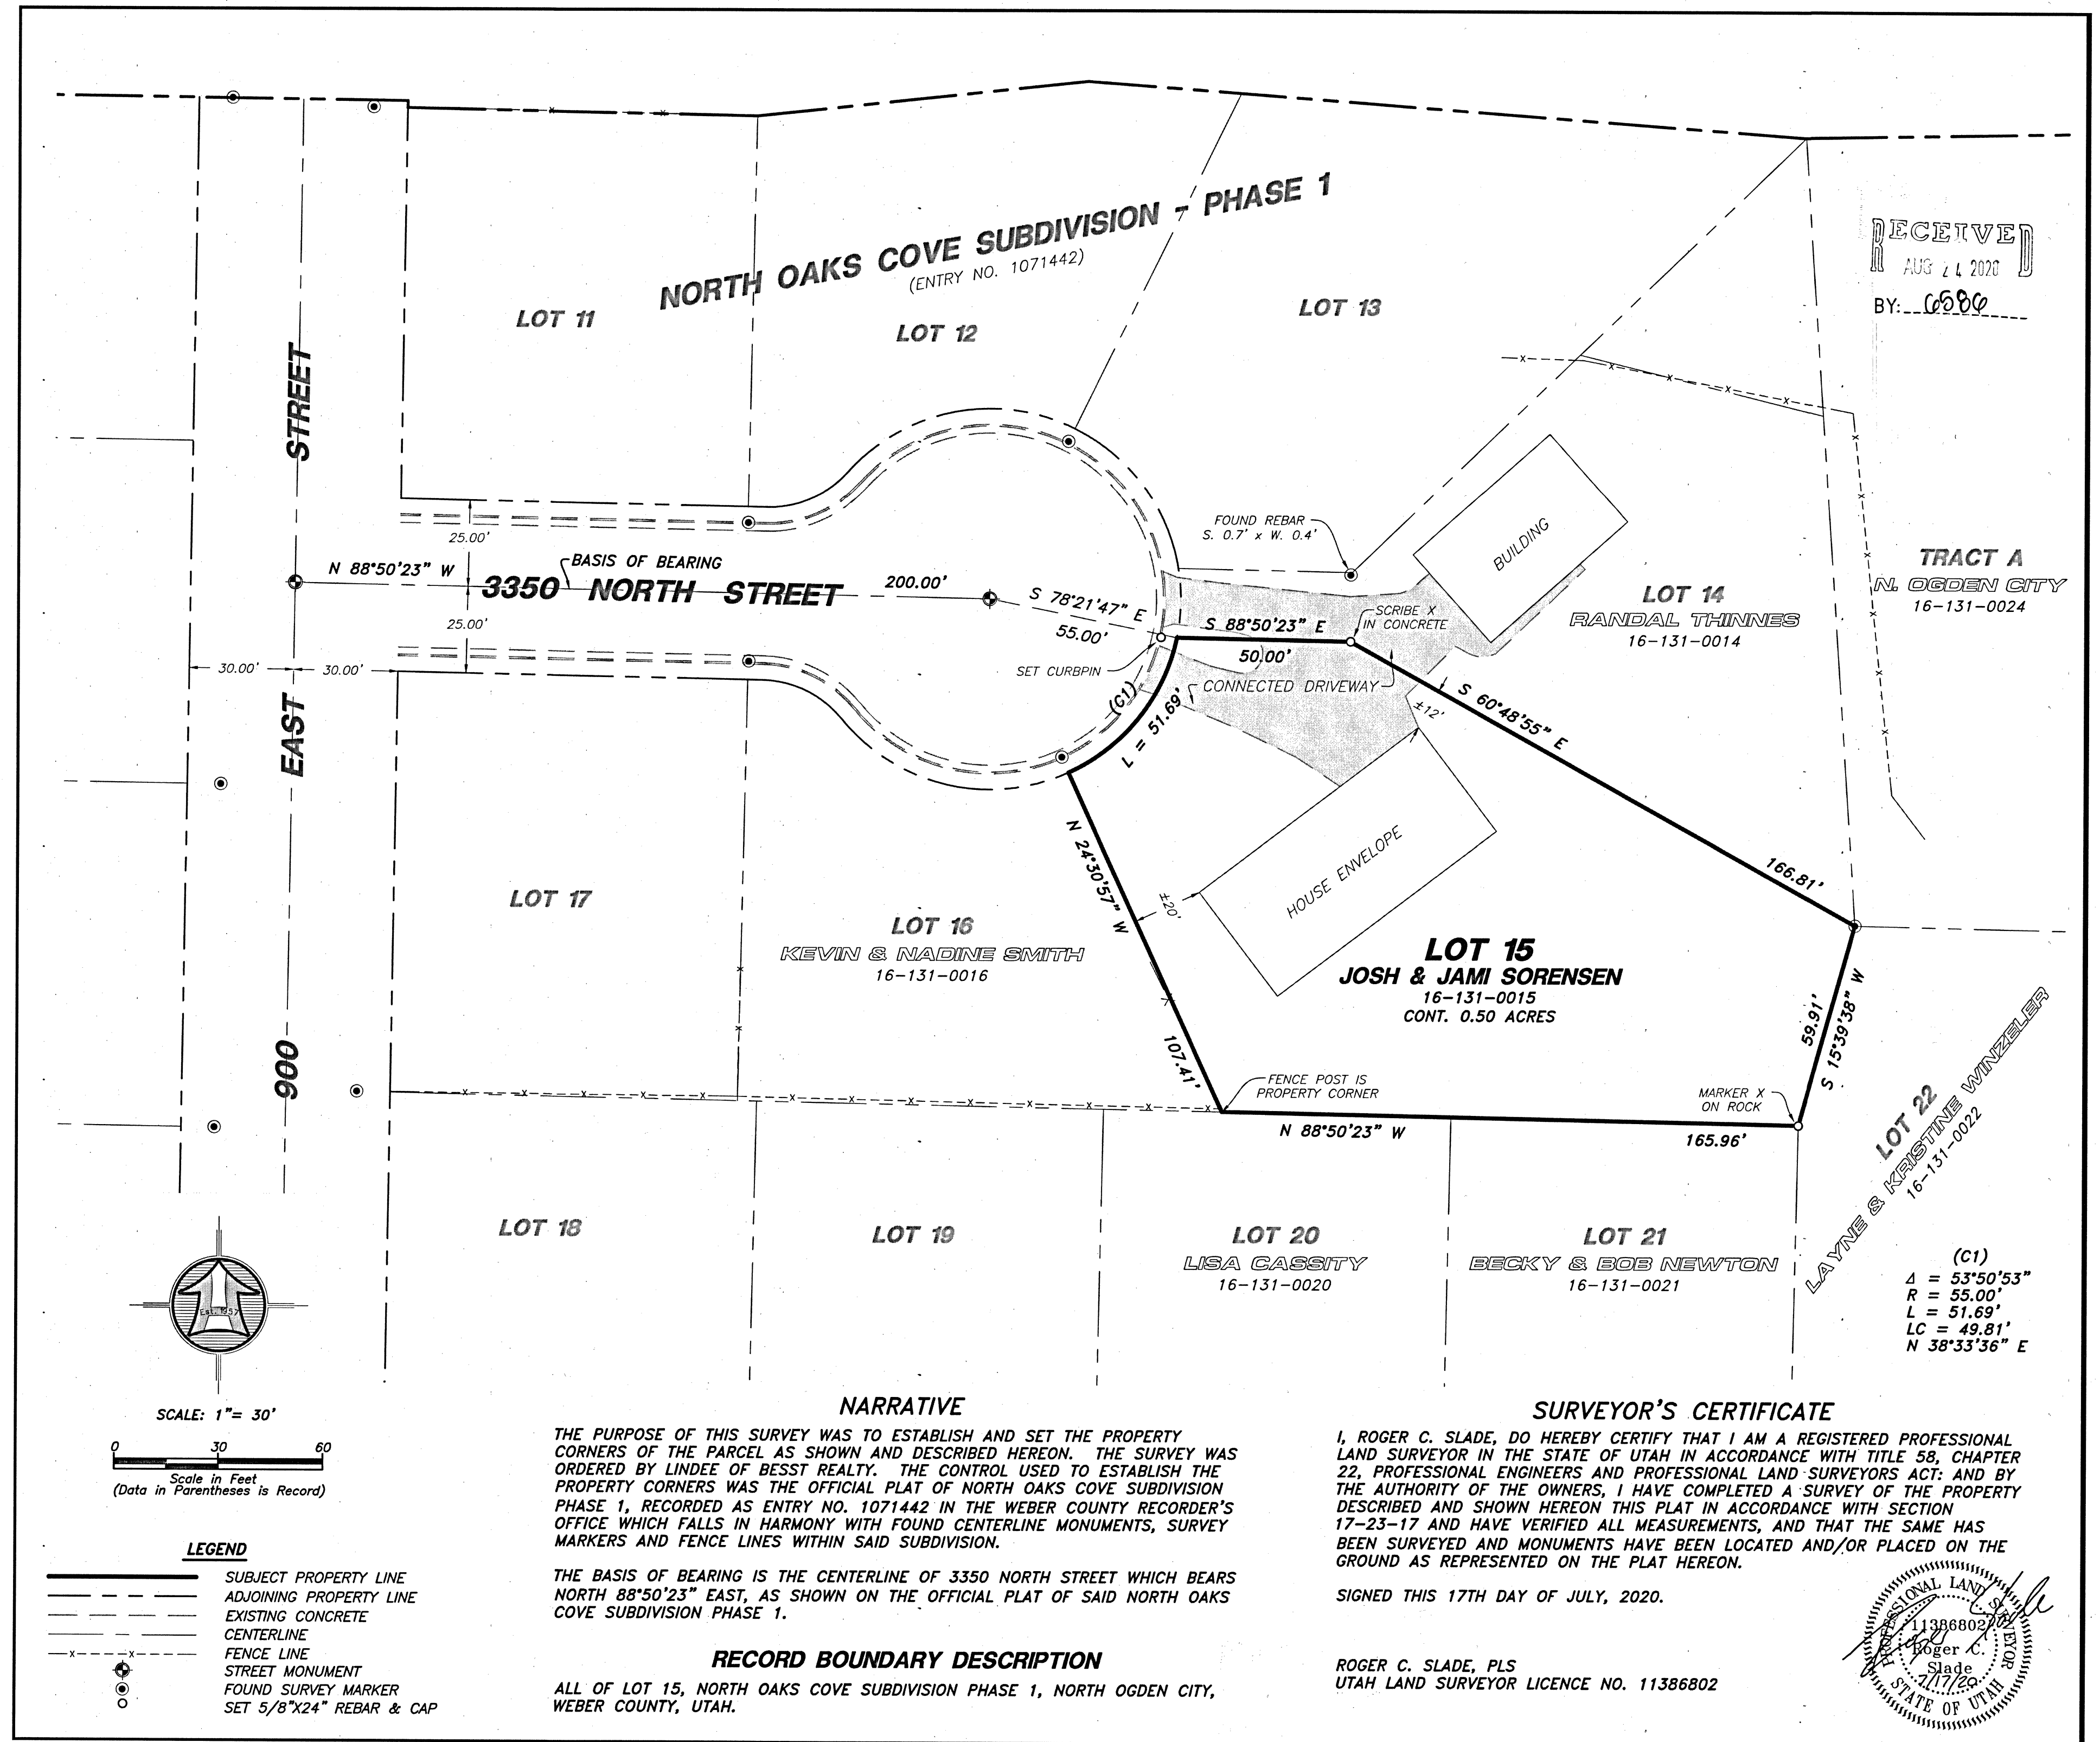 NORTH OAKS COVE SUBDIVISION - PHASE 1
(ENTRY NO. 1071442)
RECEIVED
AUG 24 2020
BY: 6586
LOT 11
LOT 12
LOT 13
900 EAST STREET
25.00'
25.00'
30.00'
30.00'
N 88°50'23" W
BASIS OF BEARING
3350 NORTH STREET
200.00'
S 78°21'47" E
55.00'
SET CURBPIN
FOUND REBAR
S. 0.7' x W. 0.4'
BUILDING
SCRIBE X
IN CONCRETE
S 88°50'23" E
50.00'
CONNECTED DRIVEWAY
(C1)
L = 51.69'
±12'
S 60°48'55" E
166.81'
LOT 14
RANDAL THINNES
16-131-0014
TRACT A
N. OGDEN CITY
16-131-0024
N 24°30'57" W
107.41'
±20'
HOUSE ENVELOPE
LOT 17
LOT 16
KEVIN & NADINE SMITH
16-131-0016
LOT 15
JOSH & JAMI SORENSEN
16-131-0015
CONT. 0.50 ACRES
59.91'
S 15°39'38" W
FENCE POST IS
PROPERTY CORNER
MARKER X
ON ROCK
N 88°50'23" W
165.96'
LOT 22
LAYNE & KRISTINE WINZELER
16-131-0022
LOT 18
LOT 19
LOT 20
LISA CASSITY
16-131-0020
LOT 21
BECKY & BOB NEWTON
16-131-0021
(C1)
Δ = 53°50'53"
R = 55.00'
L = 51.69'
LC = 49.81'
N 38°33'36" E
Est. 1957
SCALE: 1"= 30'
0 30 60
Scale in Feet
(Data in Parentheses is Record)
LEGEND
SUBJECT PROPERTY LINE
ADJOINING PROPERTY LINE
EXISTING CONCRETE
CENTERLINE
FENCE LINE
STREET MONUMENT
FOUND SURVEY MARKER
SET 5/8"X24" REBAR & CAP
NARRATIVE
THE PURPOSE OF THIS SURVEY WAS TO ESTABLISH AND SET THE PROPERTY
CORNERS OF THE PARCEL AS SHOWN AND DESCRIBED HEREON. THE SURVEY WAS
ORDERED BY LINDEE OF BESST REALTY. THE CONTROL USED TO ESTABLISH THE
PROPERTY CORNERS WAS THE OFFICIAL PLAT OF NORTH OAKS COVE SUBDIVISION
PHASE 1, RECORDED AS ENTRY NO. 1071442 IN THE WEBER COUNTY RECORDER'S
OFFICE WHICH FALLS IN HARMONY WITH FOUND CENTERLINE MONUMENTS, SURVEY
MARKERS AND FENCE LINES WITHIN SAID SUBDIVISION.
THE BASIS OF BEARING IS THE CENTERLINE OF 3350 NORTH STREET WHICH BEARS
NORTH 88°50'23" EAST, AS SHOWN ON THE OFFICIAL PLAT OF SAID NORTH OAKS
COVE SUBDIVISION PHASE 1.
RECORD BOUNDARY DESCRIPTION
ALL OF LOT 15, NORTH OAKS COVE SUBDIVISION PHASE 1, NORTH OGDEN CITY,
WEBER COUNTY, UTAH.
SURVEYOR'S CERTIFICATE
I, ROGER C. SLADE, DO HEREBY CERTIFY THAT I AM A REGISTERED PROFESSIONAL
LAND SURVEYOR IN THE STATE OF UTAH IN ACCORDANCE WITH TITLE 58, CHAPTER
22, PROFESSIONAL ENGINEERS AND PROFESSIONAL LAND SURVEYORS ACT: AND BY
THE AUTHORITY OF THE OWNERS, I HAVE COMPLETED A SURVEY OF THE PROPERTY
DESCRIBED AND SHOWN HEREON THIS PLAT IN ACCORDANCE WITH SECTION
17-23-17 AND HAVE VERIFIED ALL MEASUREMENTS, AND THAT THE SAME HAS
BEEN SURVEYED AND MONUMENTS HAVE BEEN LOCATED AND/OR PLACED ON THE
GROUND AS REPRESENTED ON THE PLAT HEREON.
SIGNED THIS 17TH DAY OF JULY, 2020.
ROGER C. SLADE, PLS
UTAH LAND SURVEYOR LICENCE NO. 11386802
PROFESSIONAL LAND SURVEYOR
11386802
Roger C.
Slade
7/17/20
STATE OF UTAH